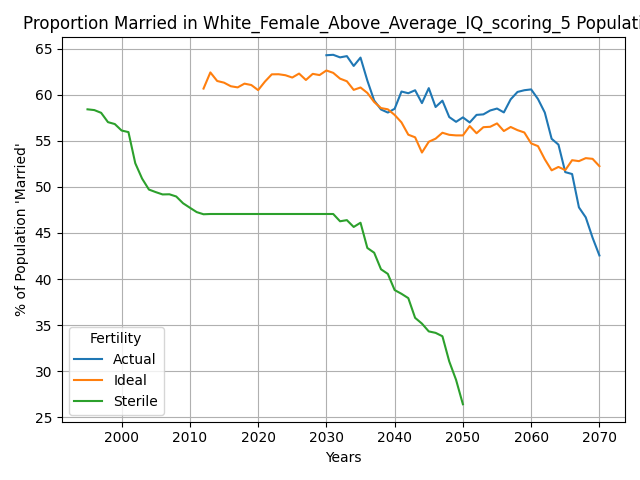 Proportion Married in White_Female_Above_Average_IQ_scoring_5 Populati
65
60
55
50
45
40
35
30
25
% of Population 'Married'
Fertility
Actual
Ideal
Sterile
2000 2010 2020 2030 2040 2050 2060 2070
Years